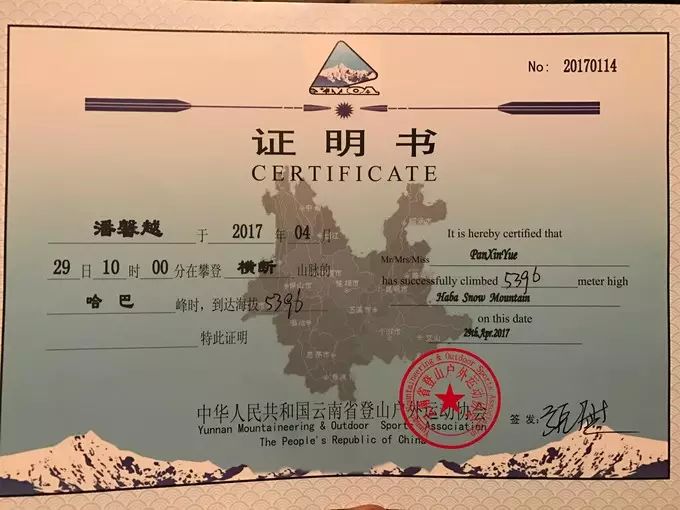 No: 20170114
证明书
CERTIFICATE
潘馨越 于 2017 年 04 月
29 日 10 时 00 分在攀登 横断 山脉的
哈巴 峰时,到达海拔 5396
特此证明
It is hereby certified that
Mr/Mrs/Miss PanXinYue
has successfully climbed 5396 meter high
Haba Snow Mountain
on this date
29th,Apr.2017
中华人民共和国云南省登山户外运动协会
Yunnan Mountaineering & Outdoor Sports Association
The People's Republic of China
签发: